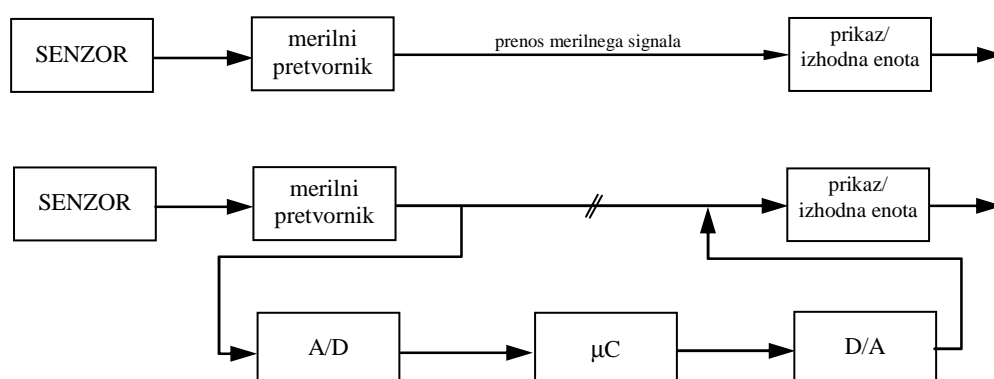 SENZOR
merilni
pretvornik
prenos merilnega signala
prikaz/
izhodna enota
SENZOR
merilni
pretvornik
prikaz/
izhodna enota
A/D
μC
D/A